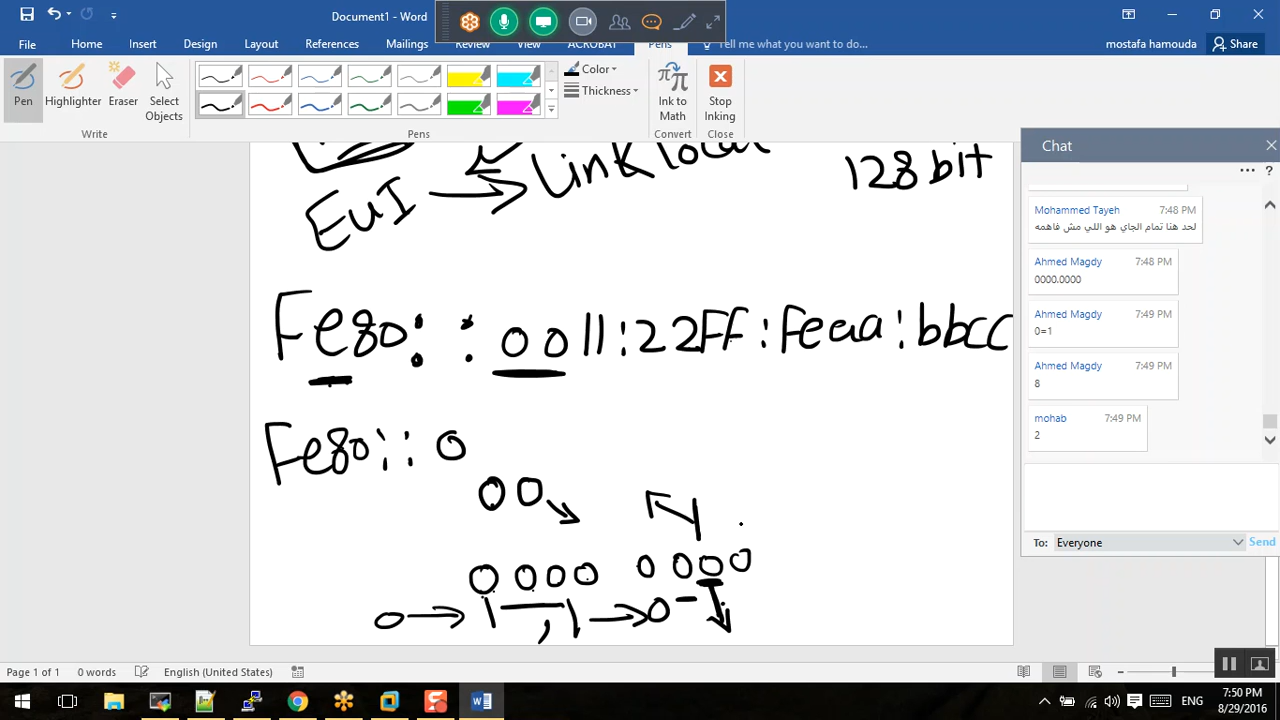 Document1 - Word
File Home Insert Design Layout References Mailings Review View ACROBAT Pens Tell me what you want to do...
mostafa hamouda Share
Pen Highlighter Eraser Select Objects
Color
Thickness
Ink to Math Stop Inking
Write Pens Convert Close
Link local 128 bit
EuI
Fe80::0011:22FF:Feaa:bbCC
Fe80::0
00
0000 0000
0 1 , 1 0 -
Chat
Mohammed Tayeh 7:48 PM
لحد هنا تمام الجاي هو اللي مش فاهمه
Ahmed Magdy 7:48 PM
0000.0000
Ahmed Magdy 7:49 PM
0=1
Ahmed Magdy 7:49 PM
8
mohab 7:49 PM
2
To: Everyone Send
Page 1 of 1 0 words English (United States)
ENG 7:50 PM
8/29/2016